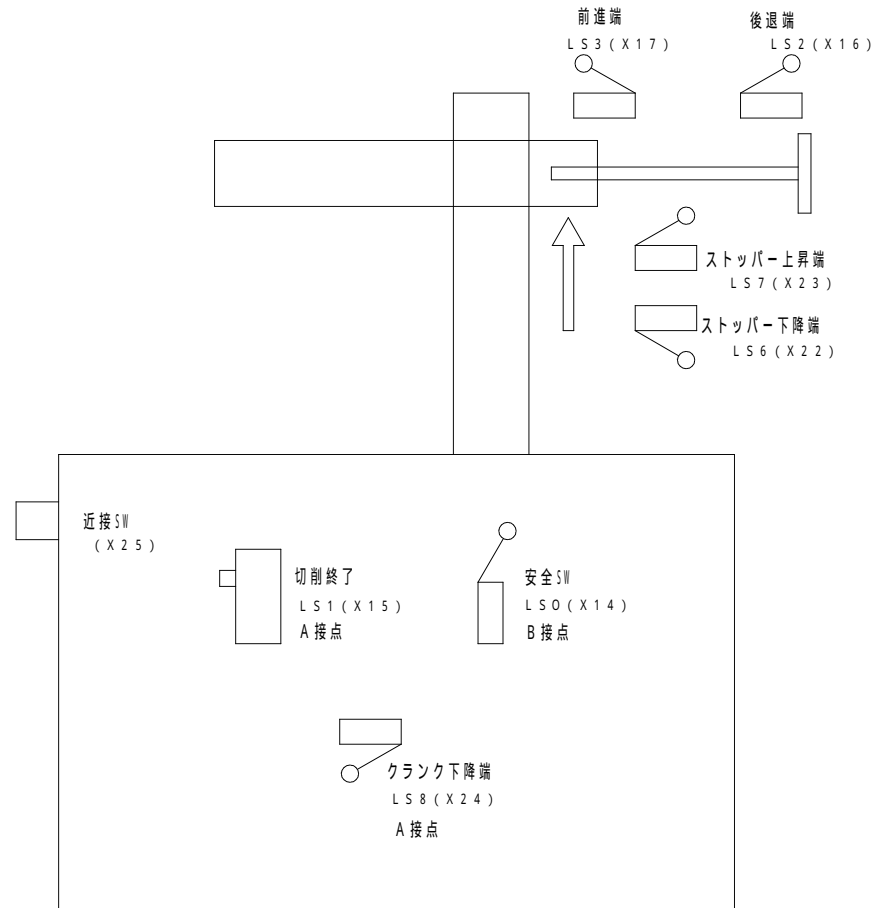 前進端
LS3(X17)
後退端
LS2(X16)
ストッパー上昇端
LS7(X23)
ストッパー下降端
LS6(X22)
近接SW
(X25)
切削終了
LS1(X15)
A接点
安全SW
LS0(X14)
B接点
クランク下降端
LS8(X24)
A接点